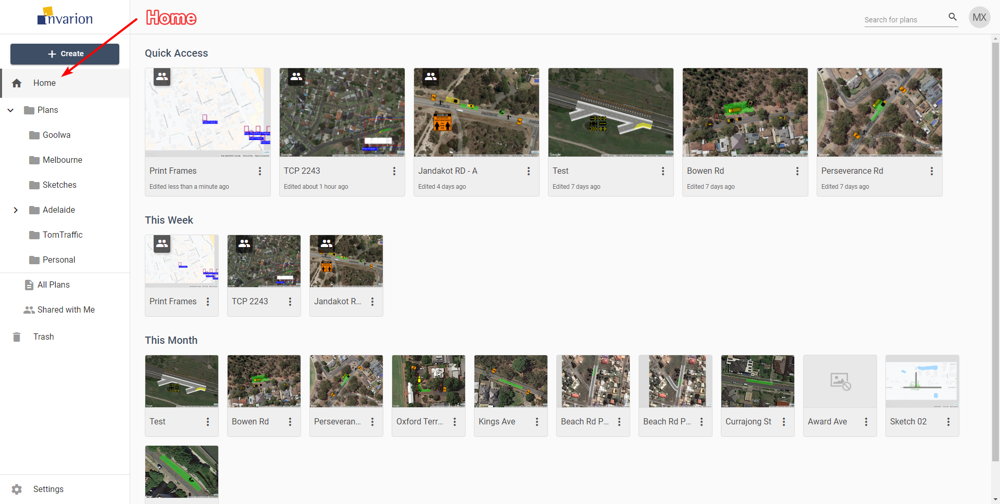 invarion
Home
Search for plans
MX
Create
Home
Plans
Goolwa
Melbourne
Sketches
Adelaide
TomTraffic
Personal
All Plans
Shared with Me
Trash
Settings
Quick Access
Print Frames
Edited less than a minute ago
TCP 2243
Edited about 1 hour ago
Jandakot RD - A
Edited 4 days ago
Test
Edited 7 days ago
Bowen Rd
Edited 7 days ago
Perseverance Rd
Edited 7 days ago
This Week
Print Frames
TCP 2243
Jandakot R...
This Month
Test
Bowen Rd
Perseveran...
Oxford Terr...
Kings Ave
Beach Rd P...
Beach Rd P...
Currajong St
Award Ave
Sketch 02